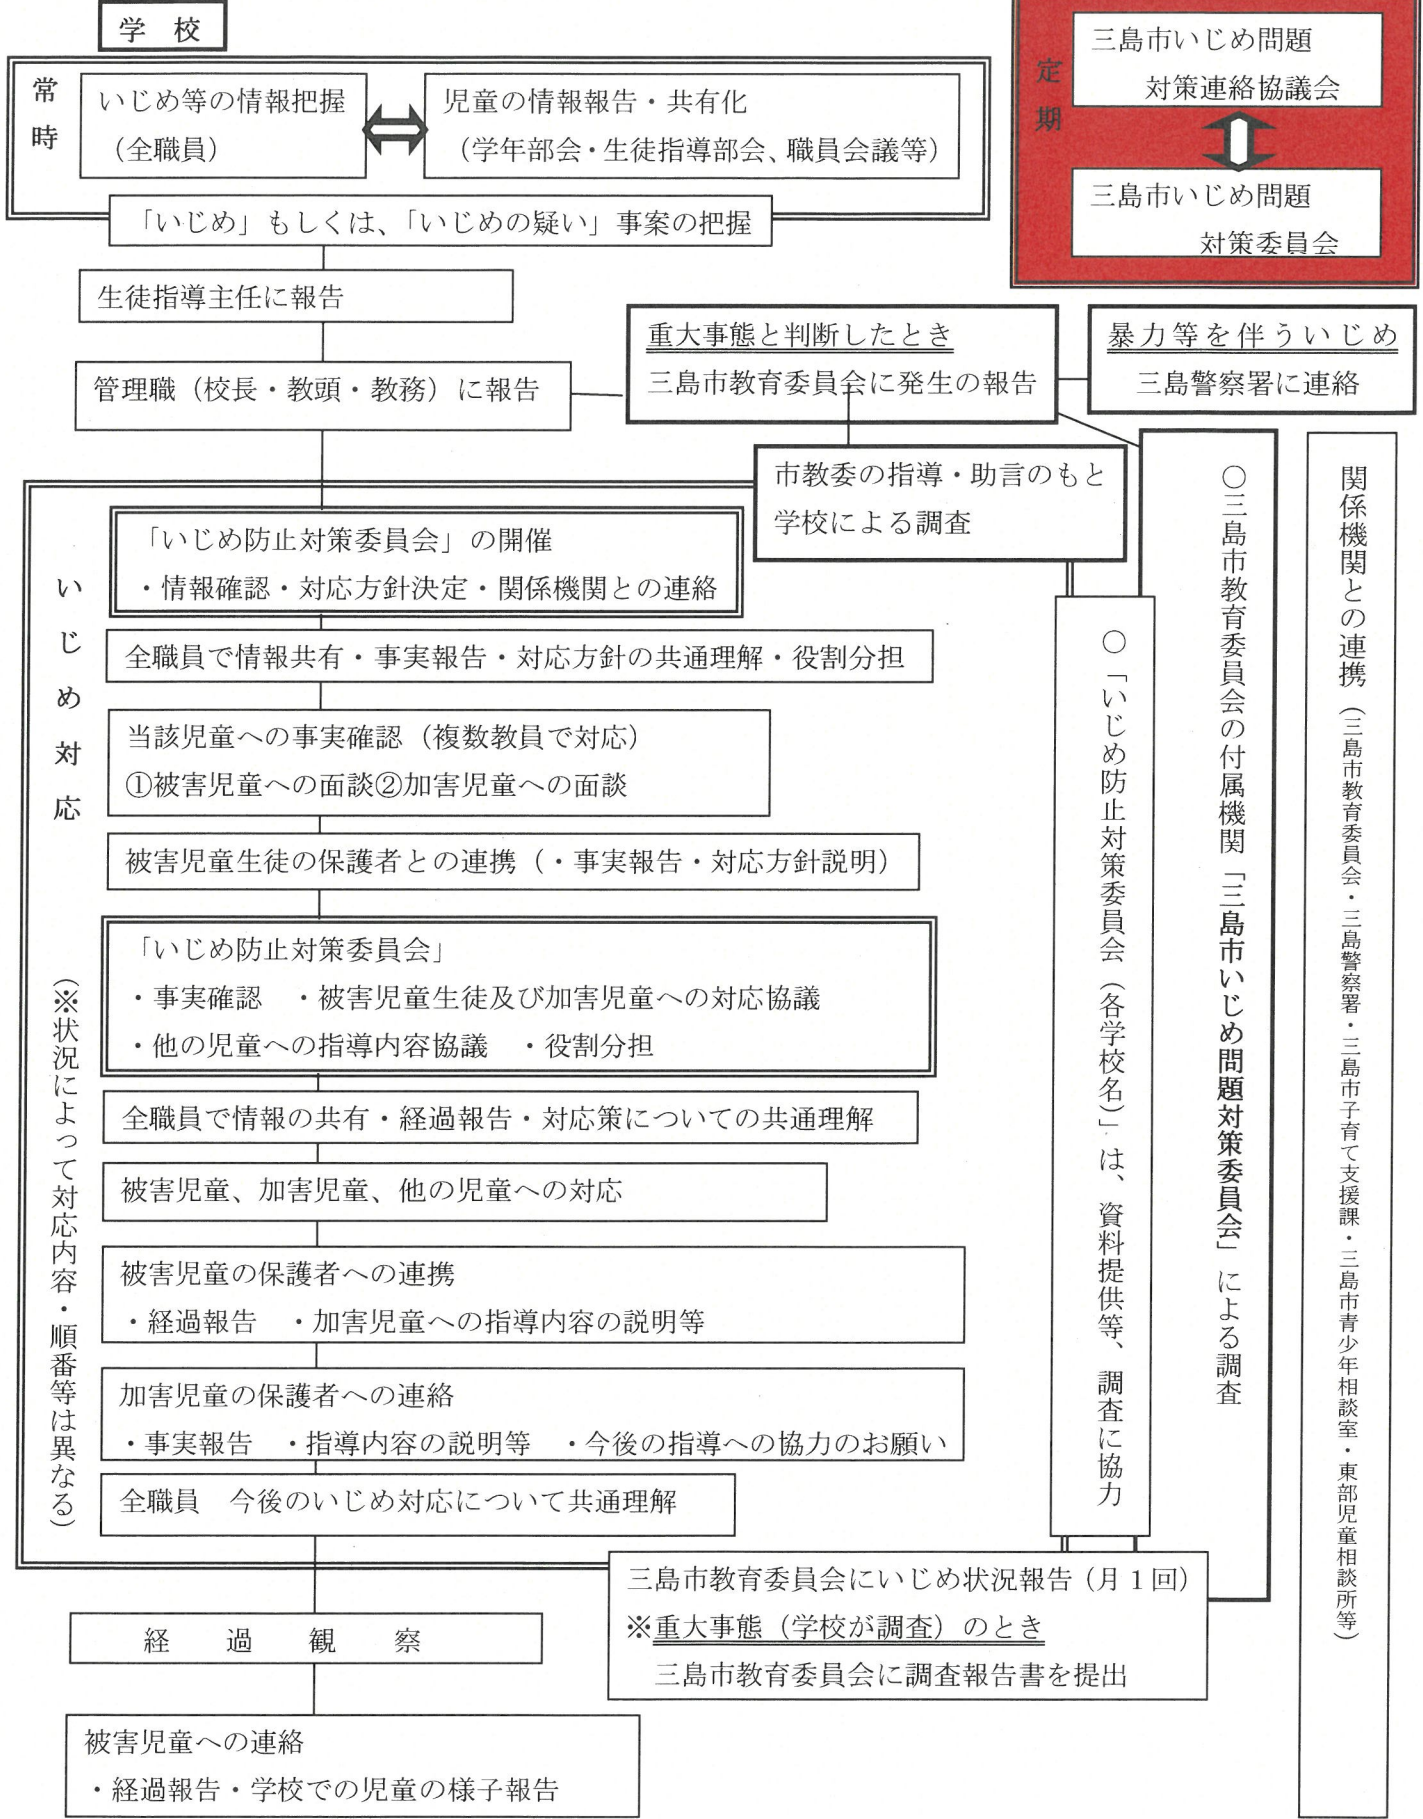 学　校
常時
いじめ等の情報把握
（全職員）
児童の情報報告・共有化
（学年部会・生徒指導部会、職員会議等）
「いじめ」もしくは、「いじめの疑い」事案の把握
定期
三島市いじめ問題
対策連絡協議会
三島市いじめ問題
対策委員会
生徒指導主任に報告
管理職（校長・教頭・教務）に報告
重大事態と判断したとき
三島市教育委員会に発生の報告
暴力等を伴ういじめ
三島警察署に連絡
市教委の指導・助言のもと
学校による調査
いじめ対応
（※状況によって対応内容・順番等は異なる）
「いじめ防止対策委員会」の開催
・情報確認・対応方針決定・関係機関との連絡
全職員で情報共有・事実報告・対応方針の共通理解・役割分担
当該児童への事実確認（複数教員で対応）
①被害児童への面談②加害児童への面談
被害児童生徒の保護者との連携（・事実報告・対応方針説明）
「いじめ防止対策委員会」
・事実確認　・被害児童生徒及び加害児童への対応協議
・他の児童への指導内容協議　・役割分担
全職員で情報の共有・経過報告・対応策についての共通理解
被害児童、加害児童、他の児童への対応
被害児童の保護者への連携
・経過報告　・加害児童への指導内容の説明等
加害児童の保護者への連絡
・事実報告　・指導内容の説明等　・今後の指導への協力のお願い
全職員　今後のいじめ対応について共通理解
○「いじめ防止対策委員会（各学校名）」は、資料提供等、調査に協力
○三島市教育委員会の付属機関「三島市いじめ問題対策委員会」による調査
関係機関との連携（三島市教育委員会・三島警察署・三島市子育て支援課・三島市青少年相談室・東部児童相談所等）
三島市教育委員会にいじめ状況報告（月１回）
※重大事態（学校が調査）のとき
三島市教育委員会に調査報告書を提出
経　過　観　察
被害児童への連絡
・経過報告・学校での児童の様子報告